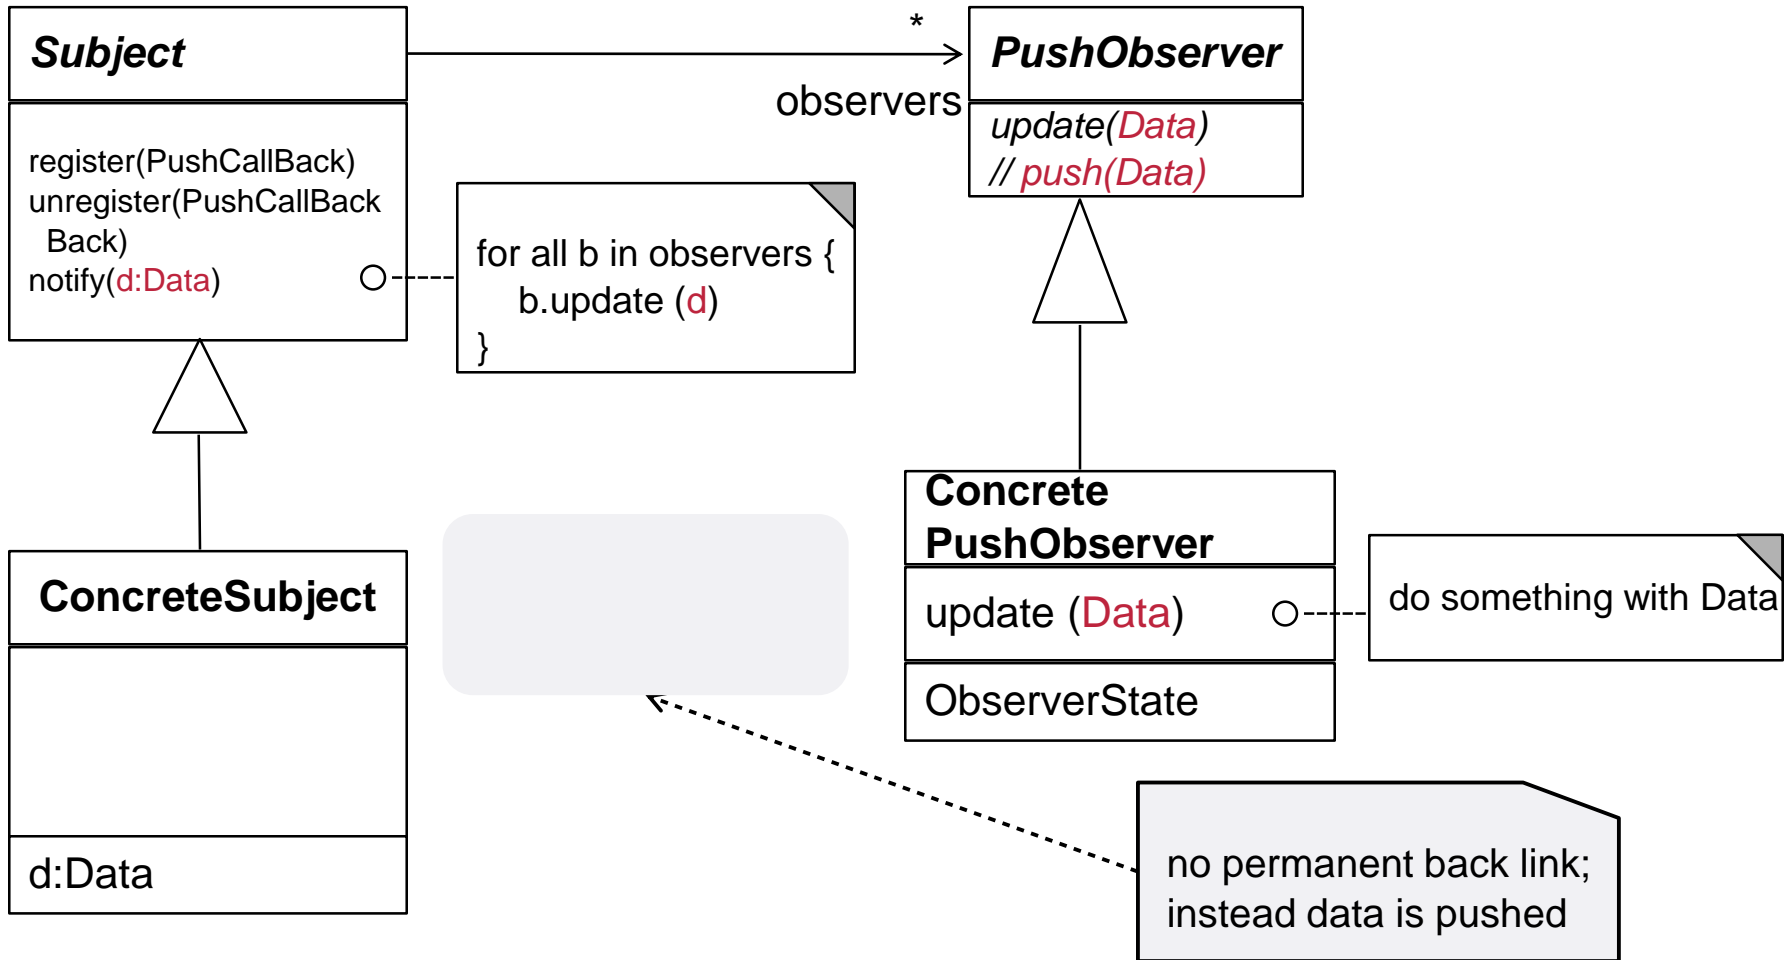 Subject
register(PushCallBack)
unregister(PushCallBack
Back)
notify(d:Data)
*
observers
PushObserver
update(Data)
// push(Data)
for all b in observers {
b.update (d)
}
Concrete
PushObserver
update (Data)
ObserverState
do something with Data
ConcreteSubject
d:Data
no permanent back link;
instead data is pushed